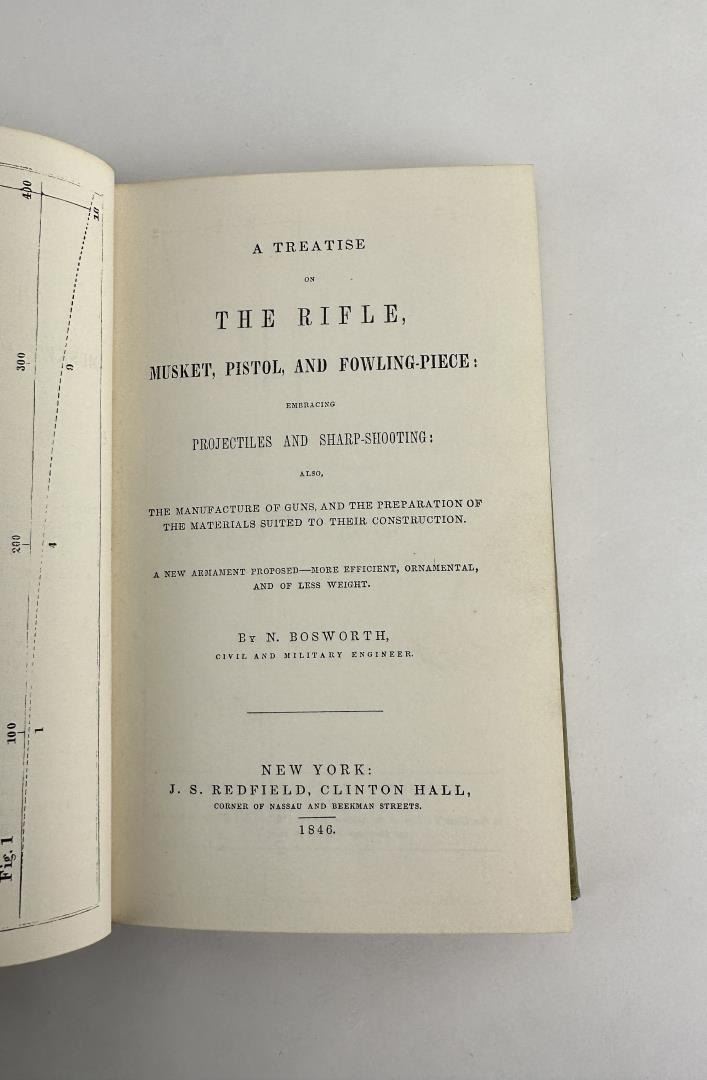 400
10
300
9
200
4
100
1
Fig. 1
A TREATISE
ON
THE RIFLE,
MUSKET, PISTOL, AND FOWLING-PIECE:
EMBRACING
PROJECTILES AND SHARP-SHOOTING:
ALSO,
THE MANUFACTURE OF GUNS, AND THE PREPARATION OF
THE MATERIALS SUITED TO THEIR CONSTRUCTION.
A NEW ARMAMENT PROPOSED—MORE EFFICIENT, ORNAMENTAL,
AND OF LESS WEIGHT.
BY N. BOSWORTH,
CIVIL AND MILITARY ENGINEER.
NEW YORK:
J. S. REDFIELD, CLINTON HALL,
CORNER OF NASSAU AND BEEKMAN STREETS.
1846.